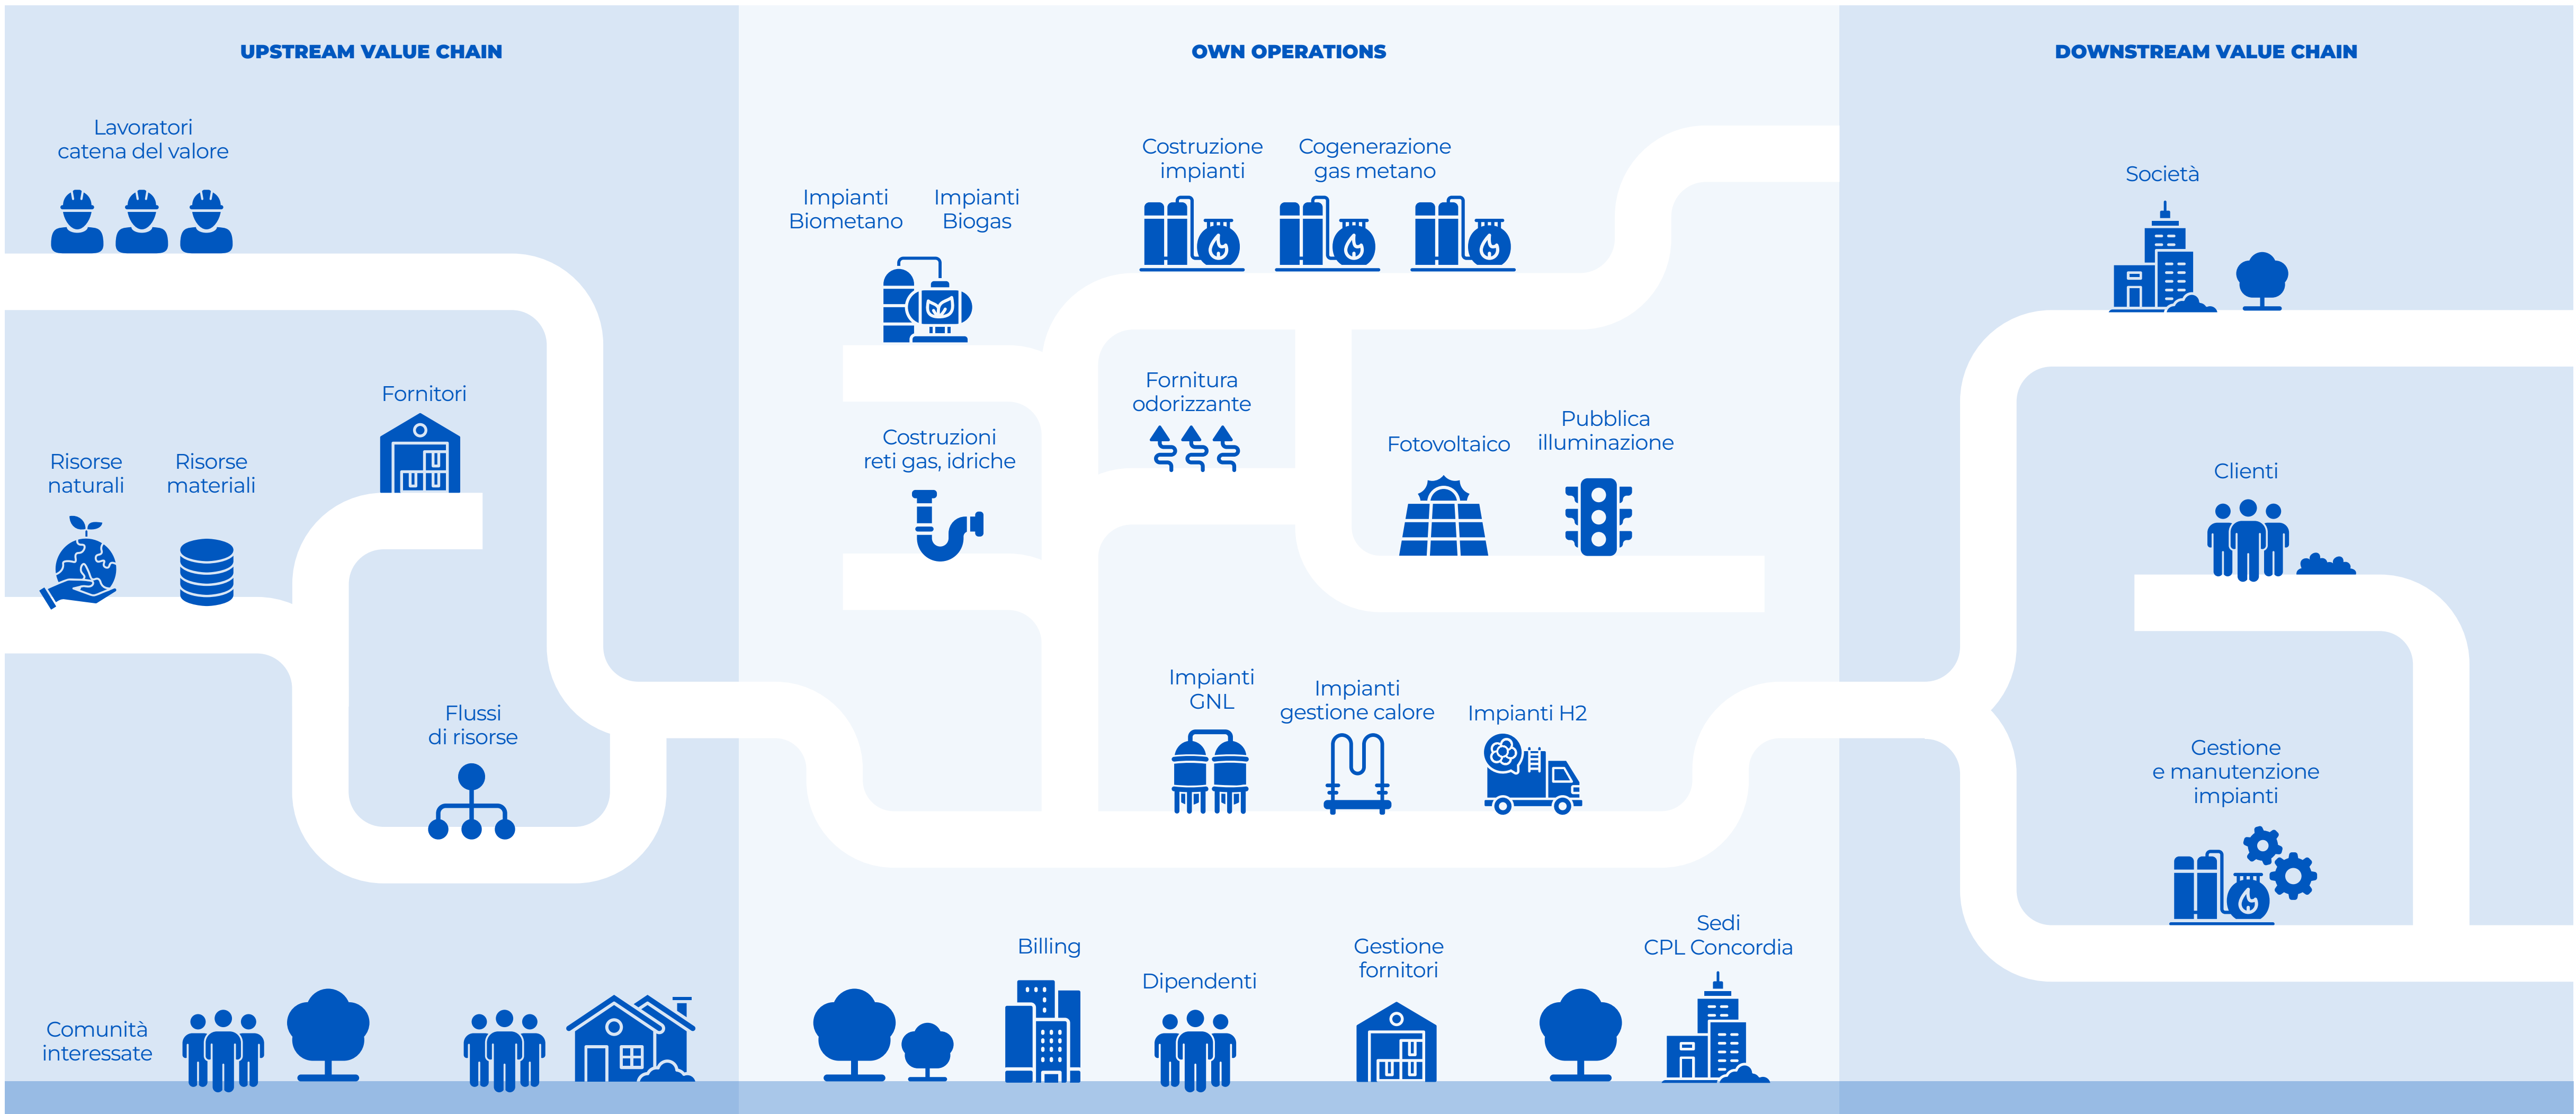 UPSTREAM VALUE CHAIN
Lavoratori
catena del valore
Fornitori
Risorse
naturali
Risorse
materiali
Flussi
di risorse
Comunità
interessate
OWN OPERATIONS
Impianti
Biometano
Impianti
Biogas
Costruzione
impianti
Cogenerazione
gas metano
Costruzioni
reti gas, idriche
Fornitura
odorizzante
Fotovoltaico
Pubblica
illuminazione
Impianti
GNL
Impianti
gestione calore
Impianti H2
Billing
Dipendenti
Gestione
fornitori
Sedi
CPL Concordia
DOWNSTREAM VALUE CHAIN
Società
Clienti
Gestione
e manutenzione
impianti